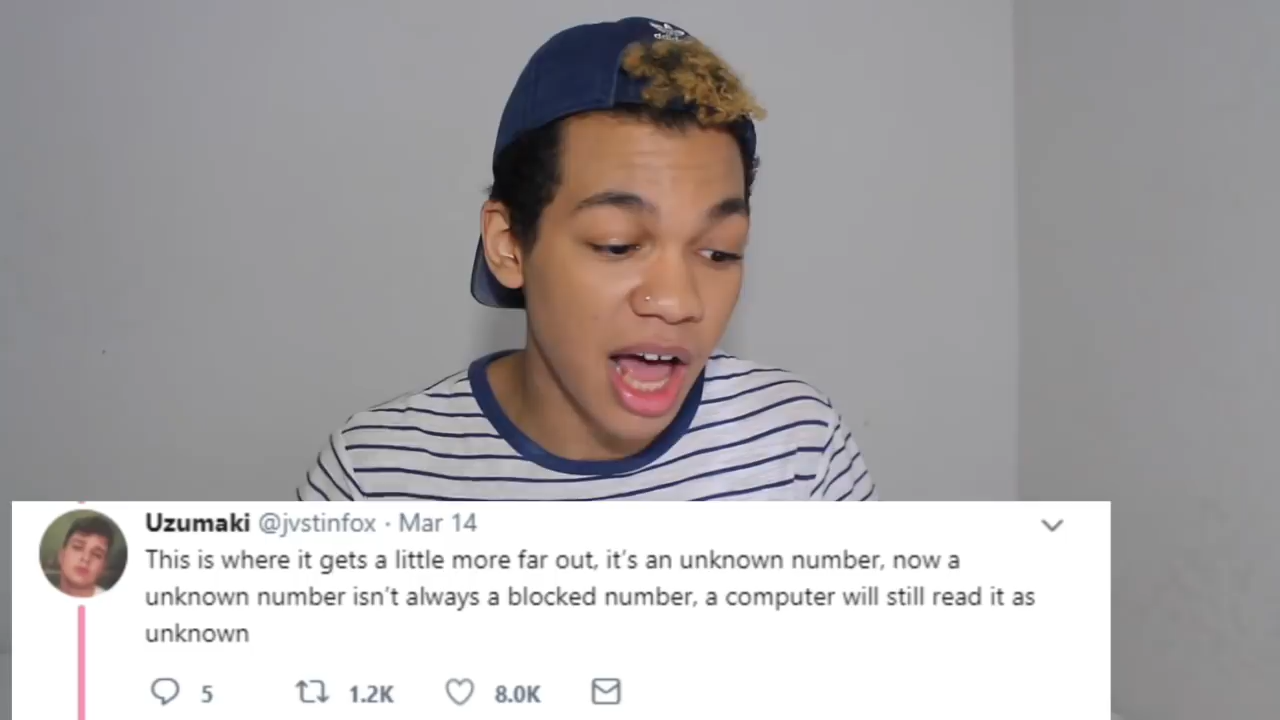 adidas
Uzumaki @jvstinfox · Mar 14
This is where it gets a little more far out, it's an unknown number, now a
unknown number isn't always a blocked number, a computer will still read it as
unknown
5 1.2K 8.0K